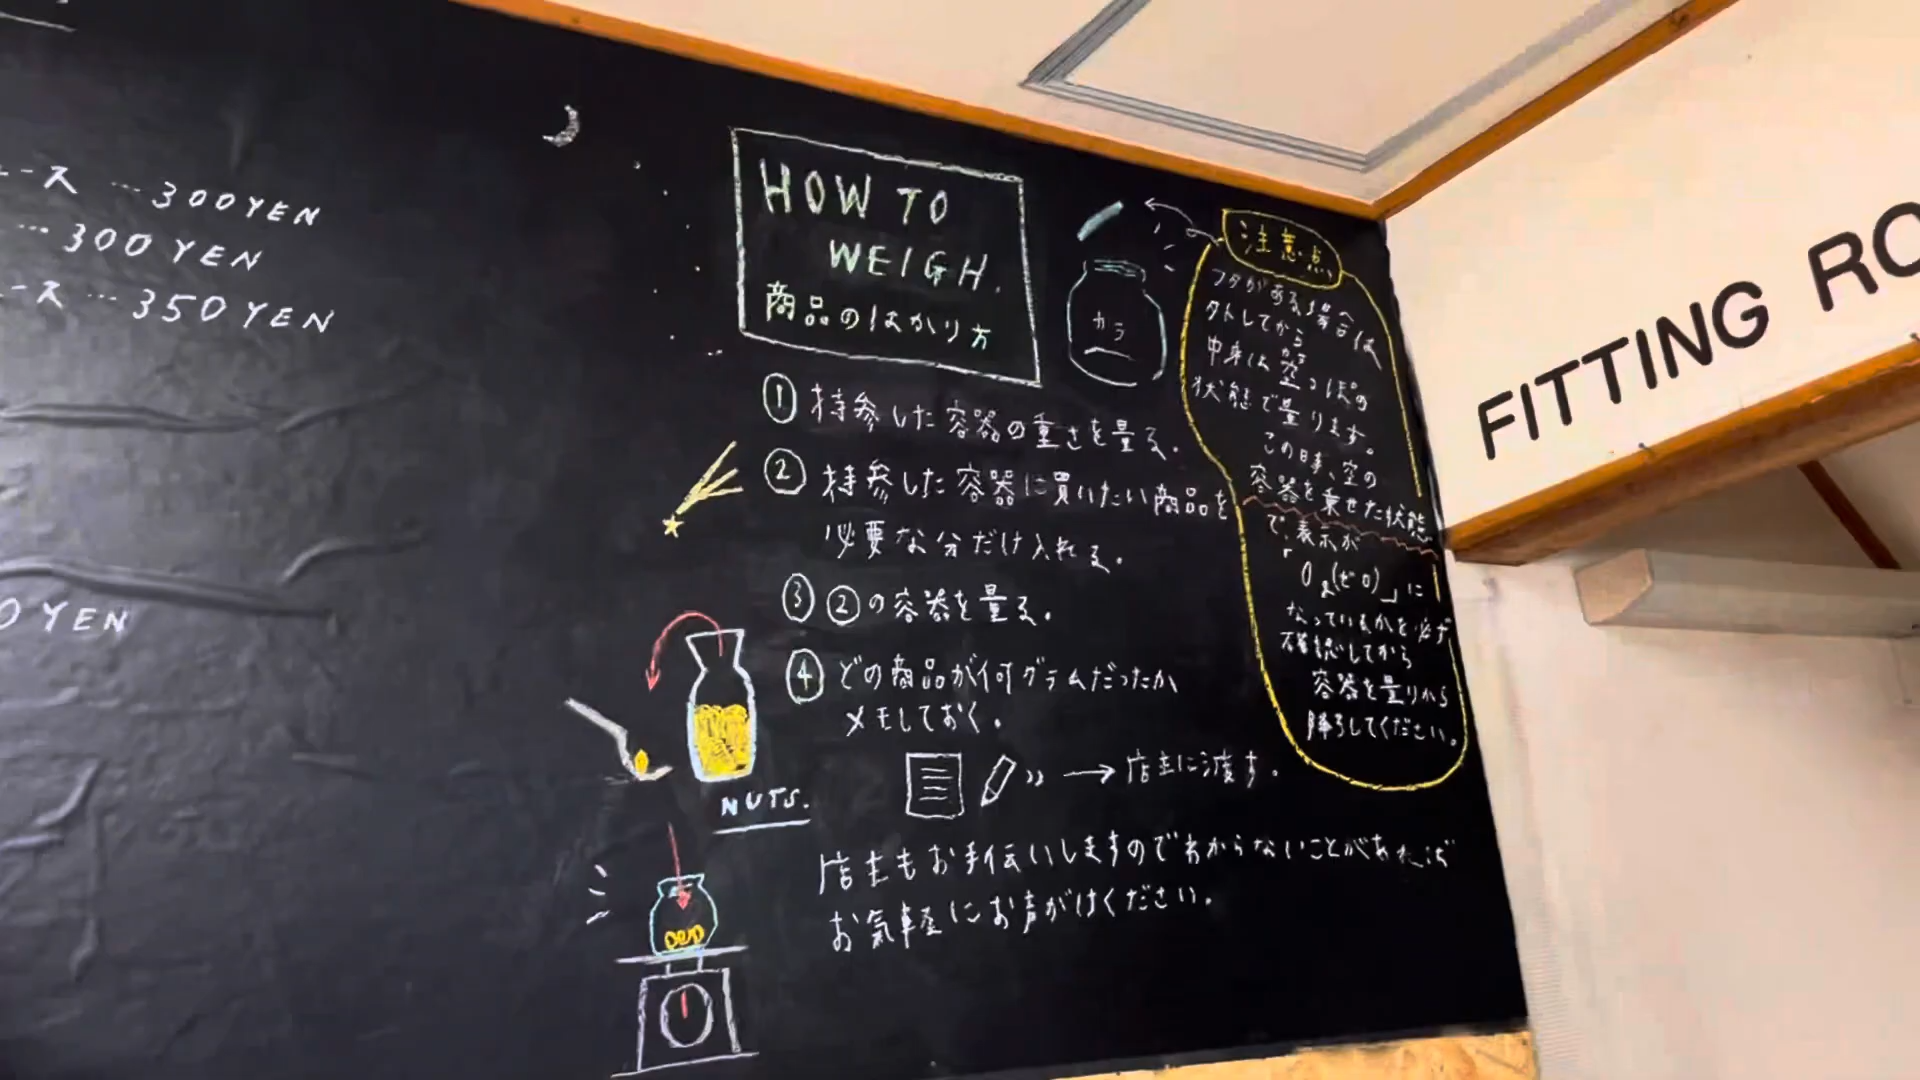 ース …300YEN
…300YEN
ース …350YEN
0YEN
HOW TO
WEIGH.
商品のはかり方
① 持参した容器の重さを量る。
② 持参した容器に買いたい商品を
必要な分だけ入れる。
③ ②の容器を量る。
④ どの商品が何グラムだったか
メモしておく。
→店主に渡す。
店主もお手伝いしますのでわからないことがあれば
お気軽にお声がけください。
NUTS.
カラ
注意点
フタがある場合は
外してから
中身は空っぽの
から
状態で量ります。
この時、空の
容器を乗せた状態
で、表示が
「0g(ゼロ)」に
なっているかを必ず
確認してから
容器を量りから
降ろしてください。
FITTING RO